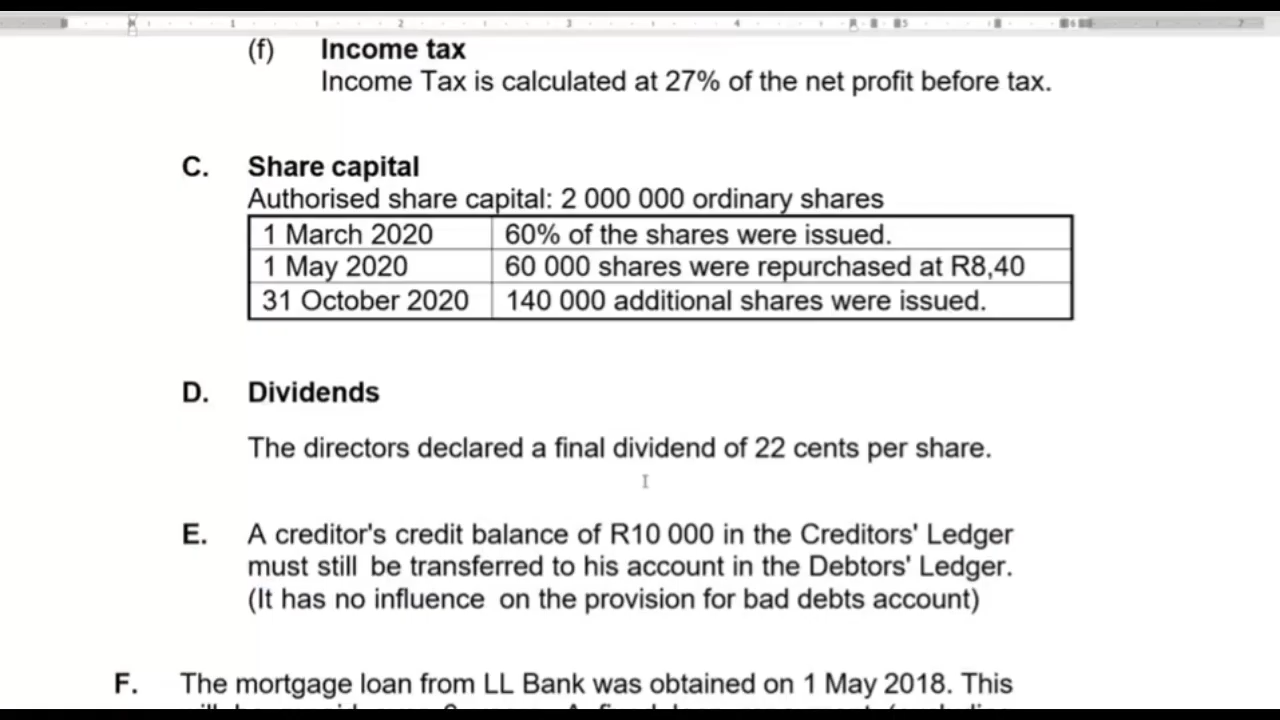 (f) Income tax
Income Tax is calculated at 27% of the net profit before tax.
C. Share capital
Authorised share capital: 2 000 000 ordinary shares
1 March 2020 60% of the shares were issued.
1 May 2020 60 000 shares were repurchased at R8,40
31 October 2020 140 000 additional shares were issued.
D. Dividends
The directors declared a final dividend of 22 cents per share.
E. A creditor's credit balance of R10 000 in the Creditors' Ledger
must still be transferred to his account in the Debtors' Ledger.
(It has no influence on the provision for bad debts account)
F. The mortgage loan from LL Bank was obtained on 1 May 2018. This